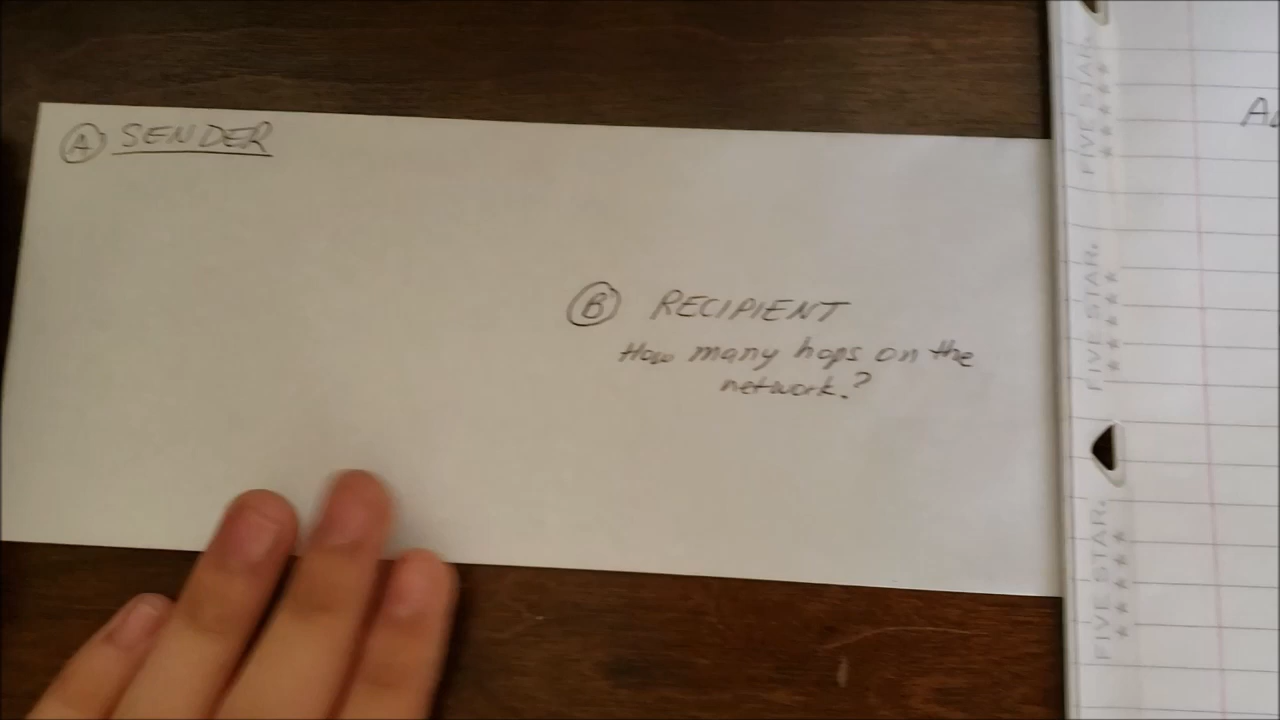 Ⓐ SENDER
Ⓑ RECIPIENT
How many hops on the
network.?
FIVE STAR.
FIVE STAR.
FIVE STAR.